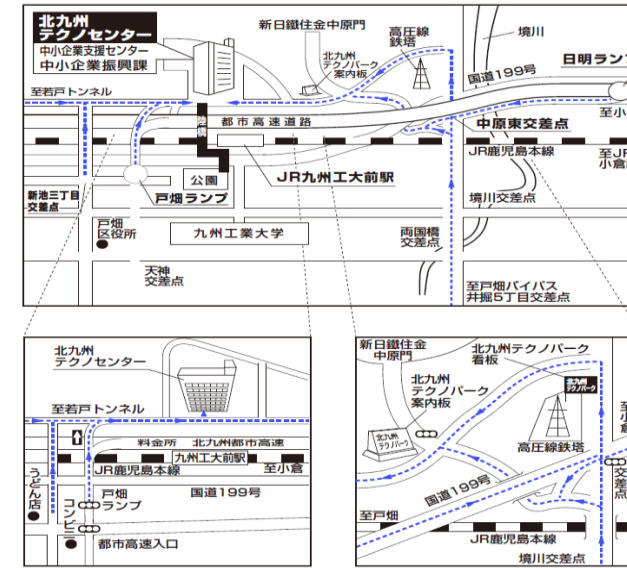 北九州
テクノセンター
中小企業支援センター
中小企業振興課
新日鐵住金中原門
高圧線
鉄塔
境川
北九州
テクノパーク
案内板
国道199号
日明ラン
至若戸トンネル
都市高速道路
歩道橋
中原東交差点
至小
JR鹿児島本線
至JR
小倉
JR九州工大前駅
公園
新池三丁目
交差点
戸畑ランプ
境川交差点
戸畑
区役所
九州工業大学
両国橋
交差点
天神
交差点
至戸畑バイパス
井堀5丁目交差点
北九州
テクノセンター
至若戸トンネル
料金所
北九州都市高速
九州工大前駅
JR鹿児島本線
至小倉
うどん店
コンビニ
戸畑
ランプ
国道199号
都市高速入口
新日鐵住金
中原門
北九州テクノパーク
看板
北九州
テクノパーク
案内板
北九州
テクノパーク
北九州
テクノパーク
高圧線鉄塔
至小倉
交差点
国道199号
至戸畑
JR鹿児島本線
境川交差点